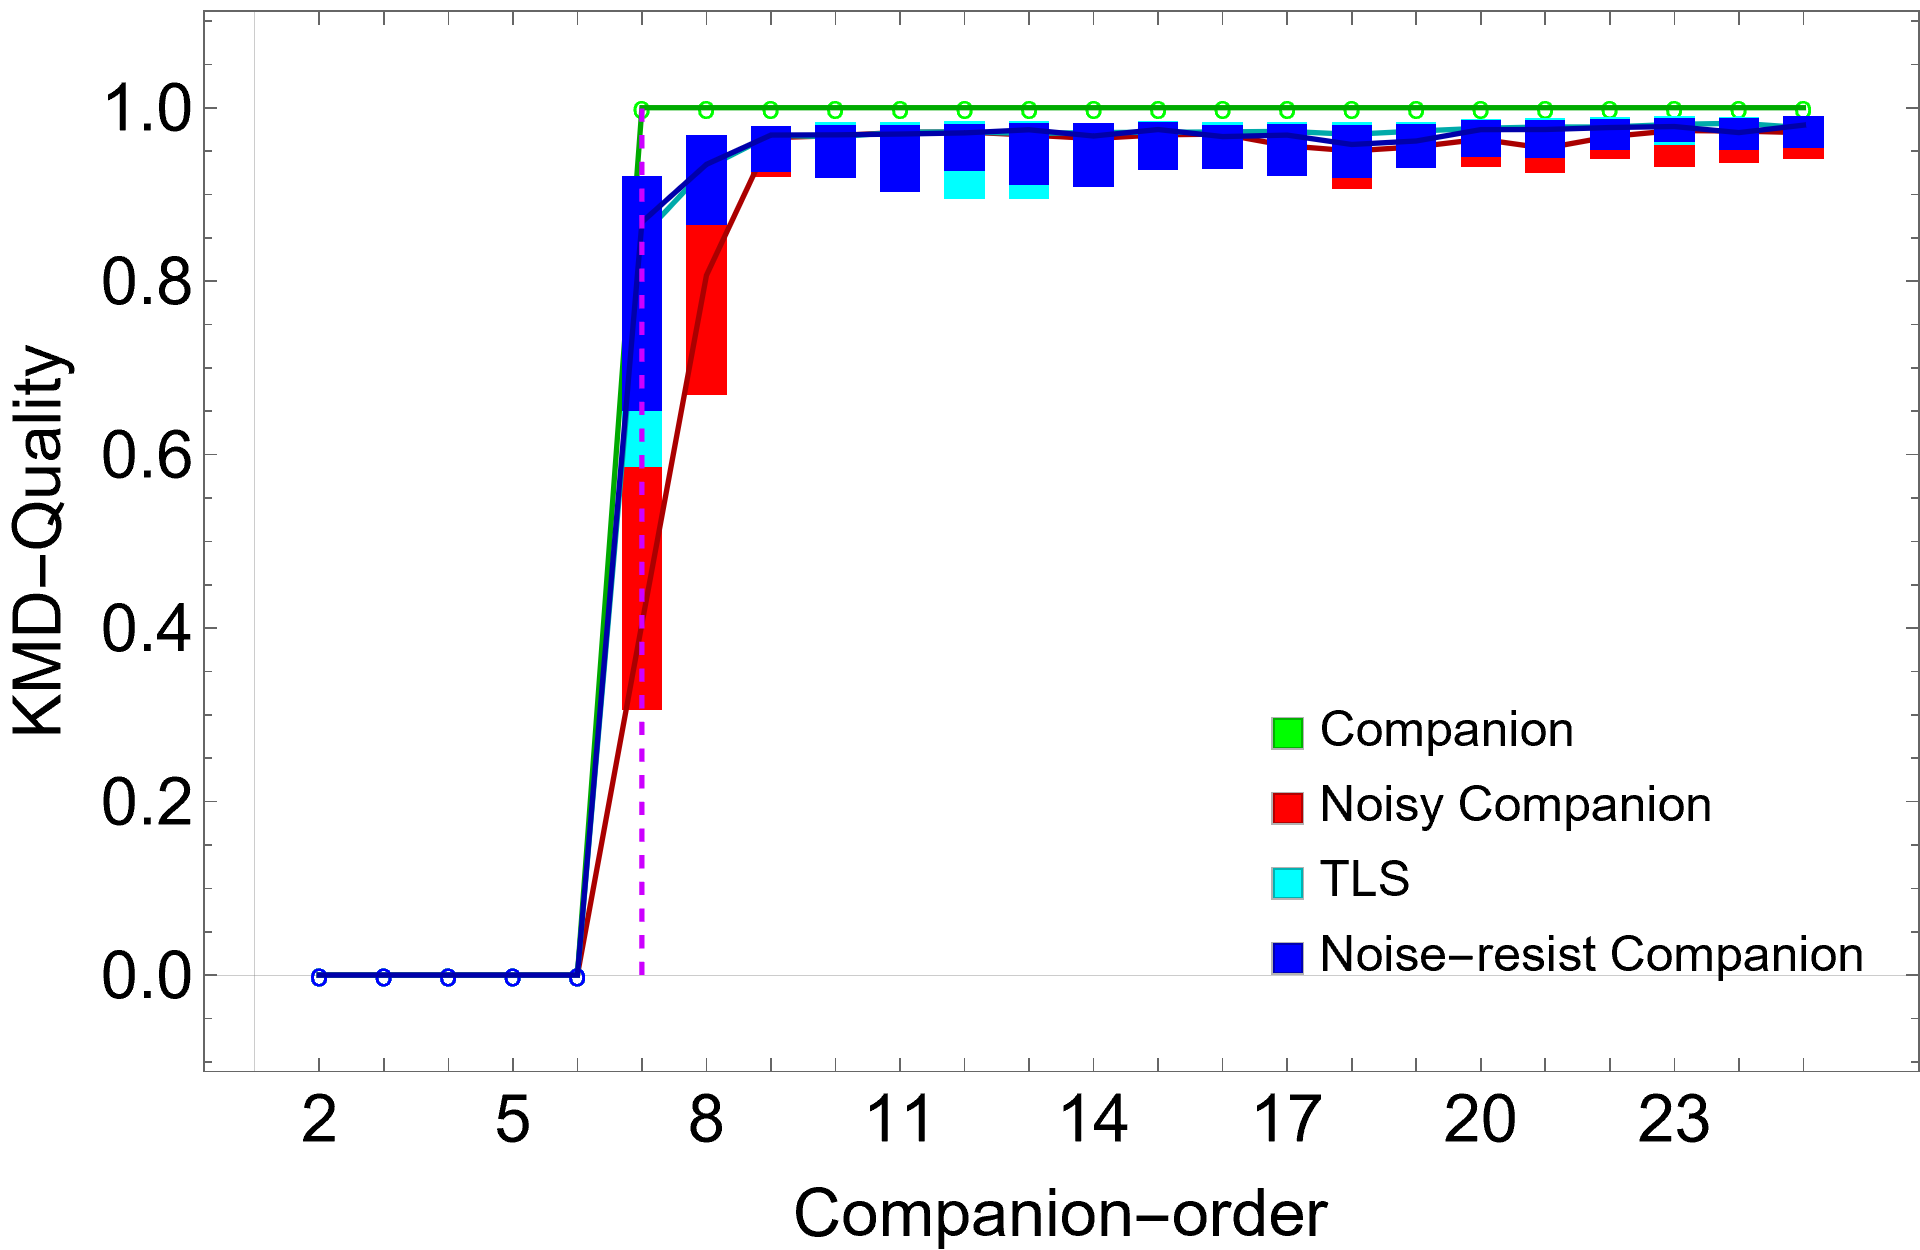 KMD-Quality
1.0
0.8
0.6
0.4
0.2
0.0
Companion
Noisy Companion
TLS
Noise-resist Companion
2 5 8 11 14 17 20 23
Companion-order